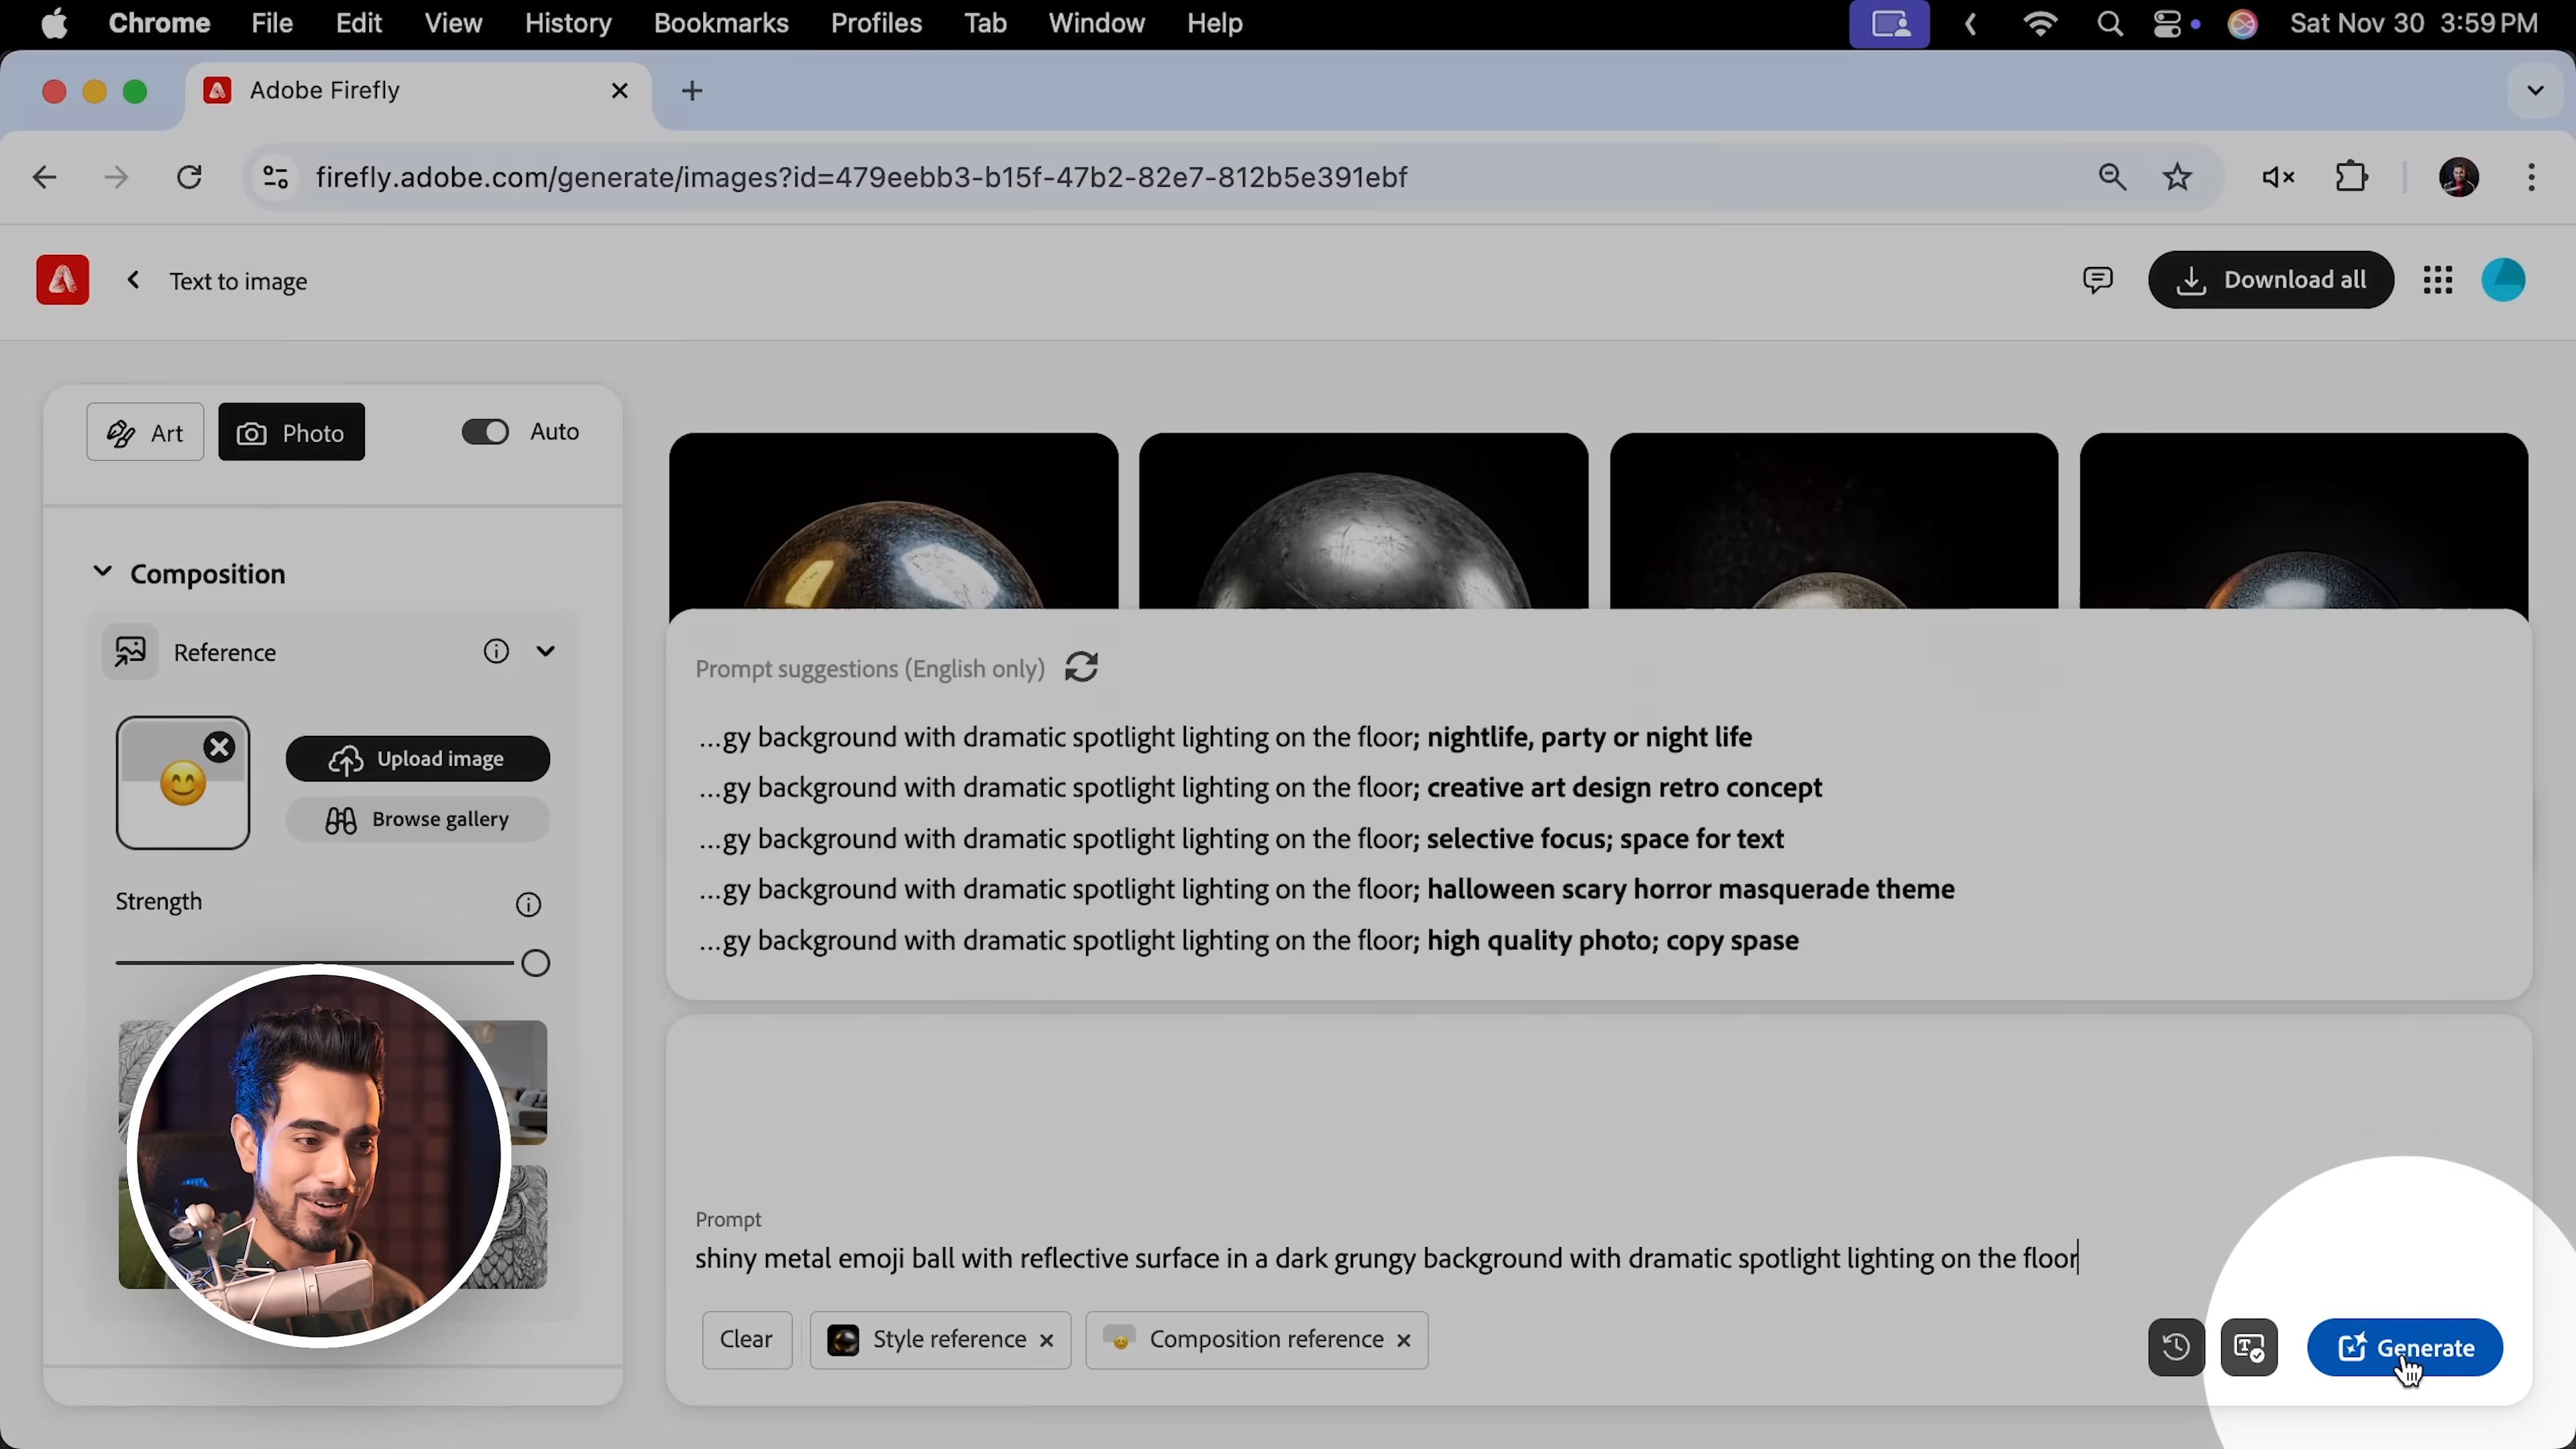 Chrome File Edit View History Bookmarks Profiles Tab Window Help Sat Nov 30 3:59 PM
Adobe Firefly
firefly.adobe.com/generate/images?id=479eebb3-b15f-47b2-82e7-812b5e391ebf
Text to image
Download all
Art Photo Auto
Composition
Reference
Upload image
Browse gallery
Strength
Prompt suggestions (English only)
...gy background with dramatic spotlight lighting on the floor; nightlife, party or night life
...gy background with dramatic spotlight lighting on the floor; creative art design retro concept
...gy background with dramatic spotlight lighting on the floor; selective focus; space for text
...gy background with dramatic spotlight lighting on the floor; halloween scary horror masquerade theme
...gy background with dramatic spotlight lighting on the floor; high quality photo; copy spase
Prompt
shiny metal emoji ball with reflective surface in a dark grungy background with dramatic spotlight lighting on the floor
Clear Style reference Composition reference
Generate